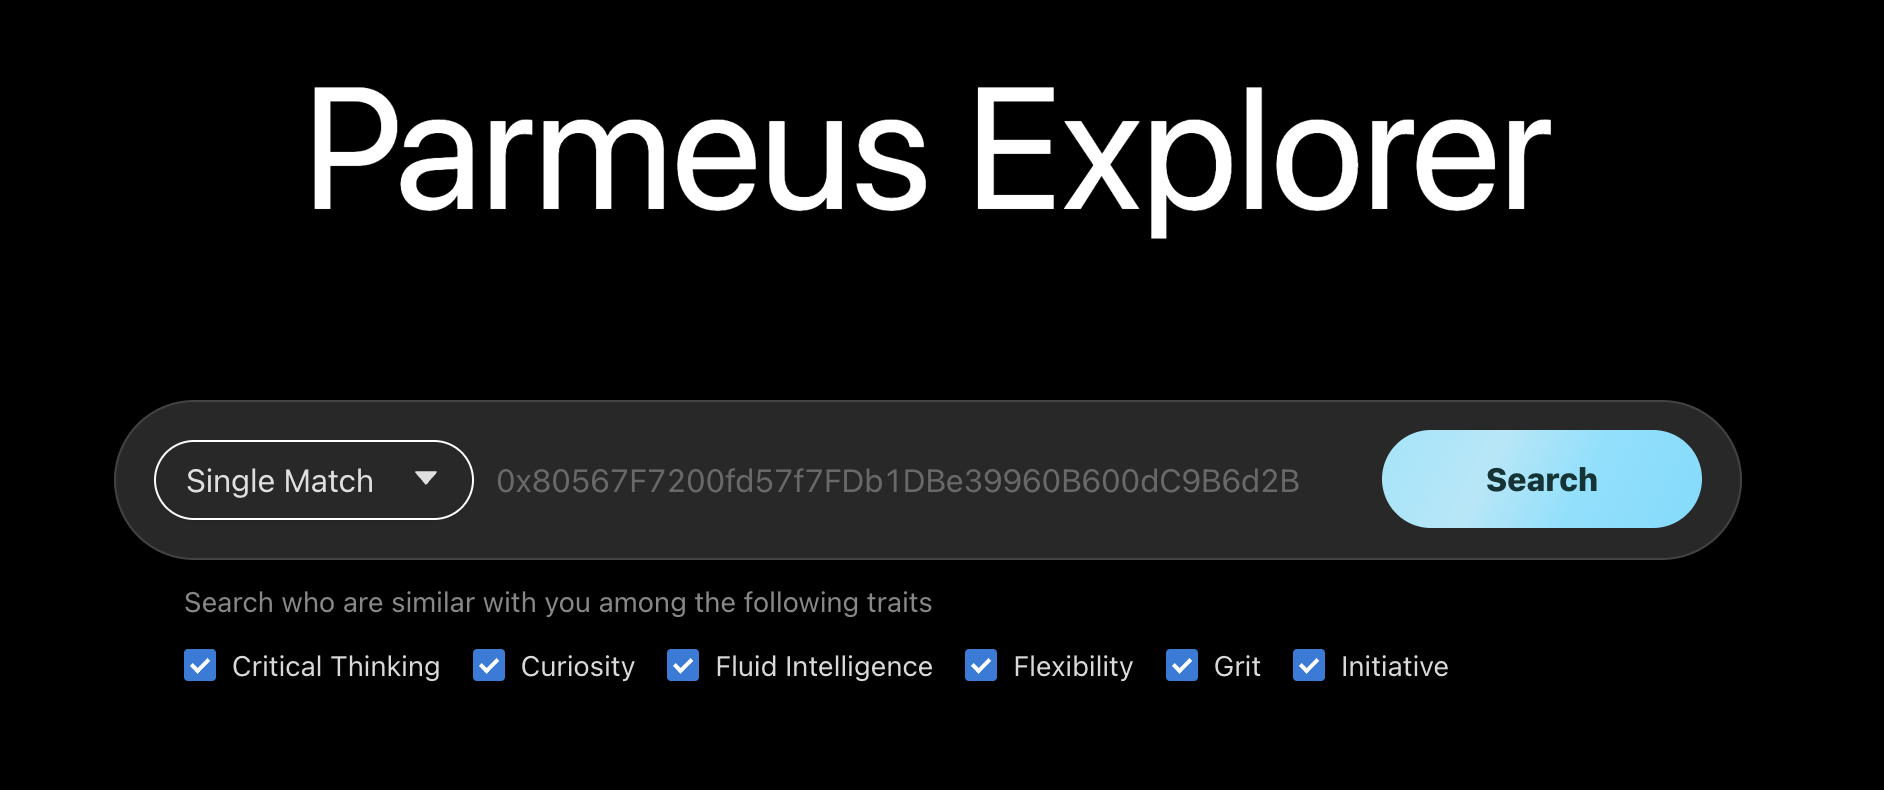 Parmeus Explorer
Single Match 0x80567F7200fd57f7FDb1DBe39960B600dC9B6d2B Search
Search who are similar with you among the following traits
Critical Thinking Curiosity Fluid Intelligence Flexibility Grit Initiative